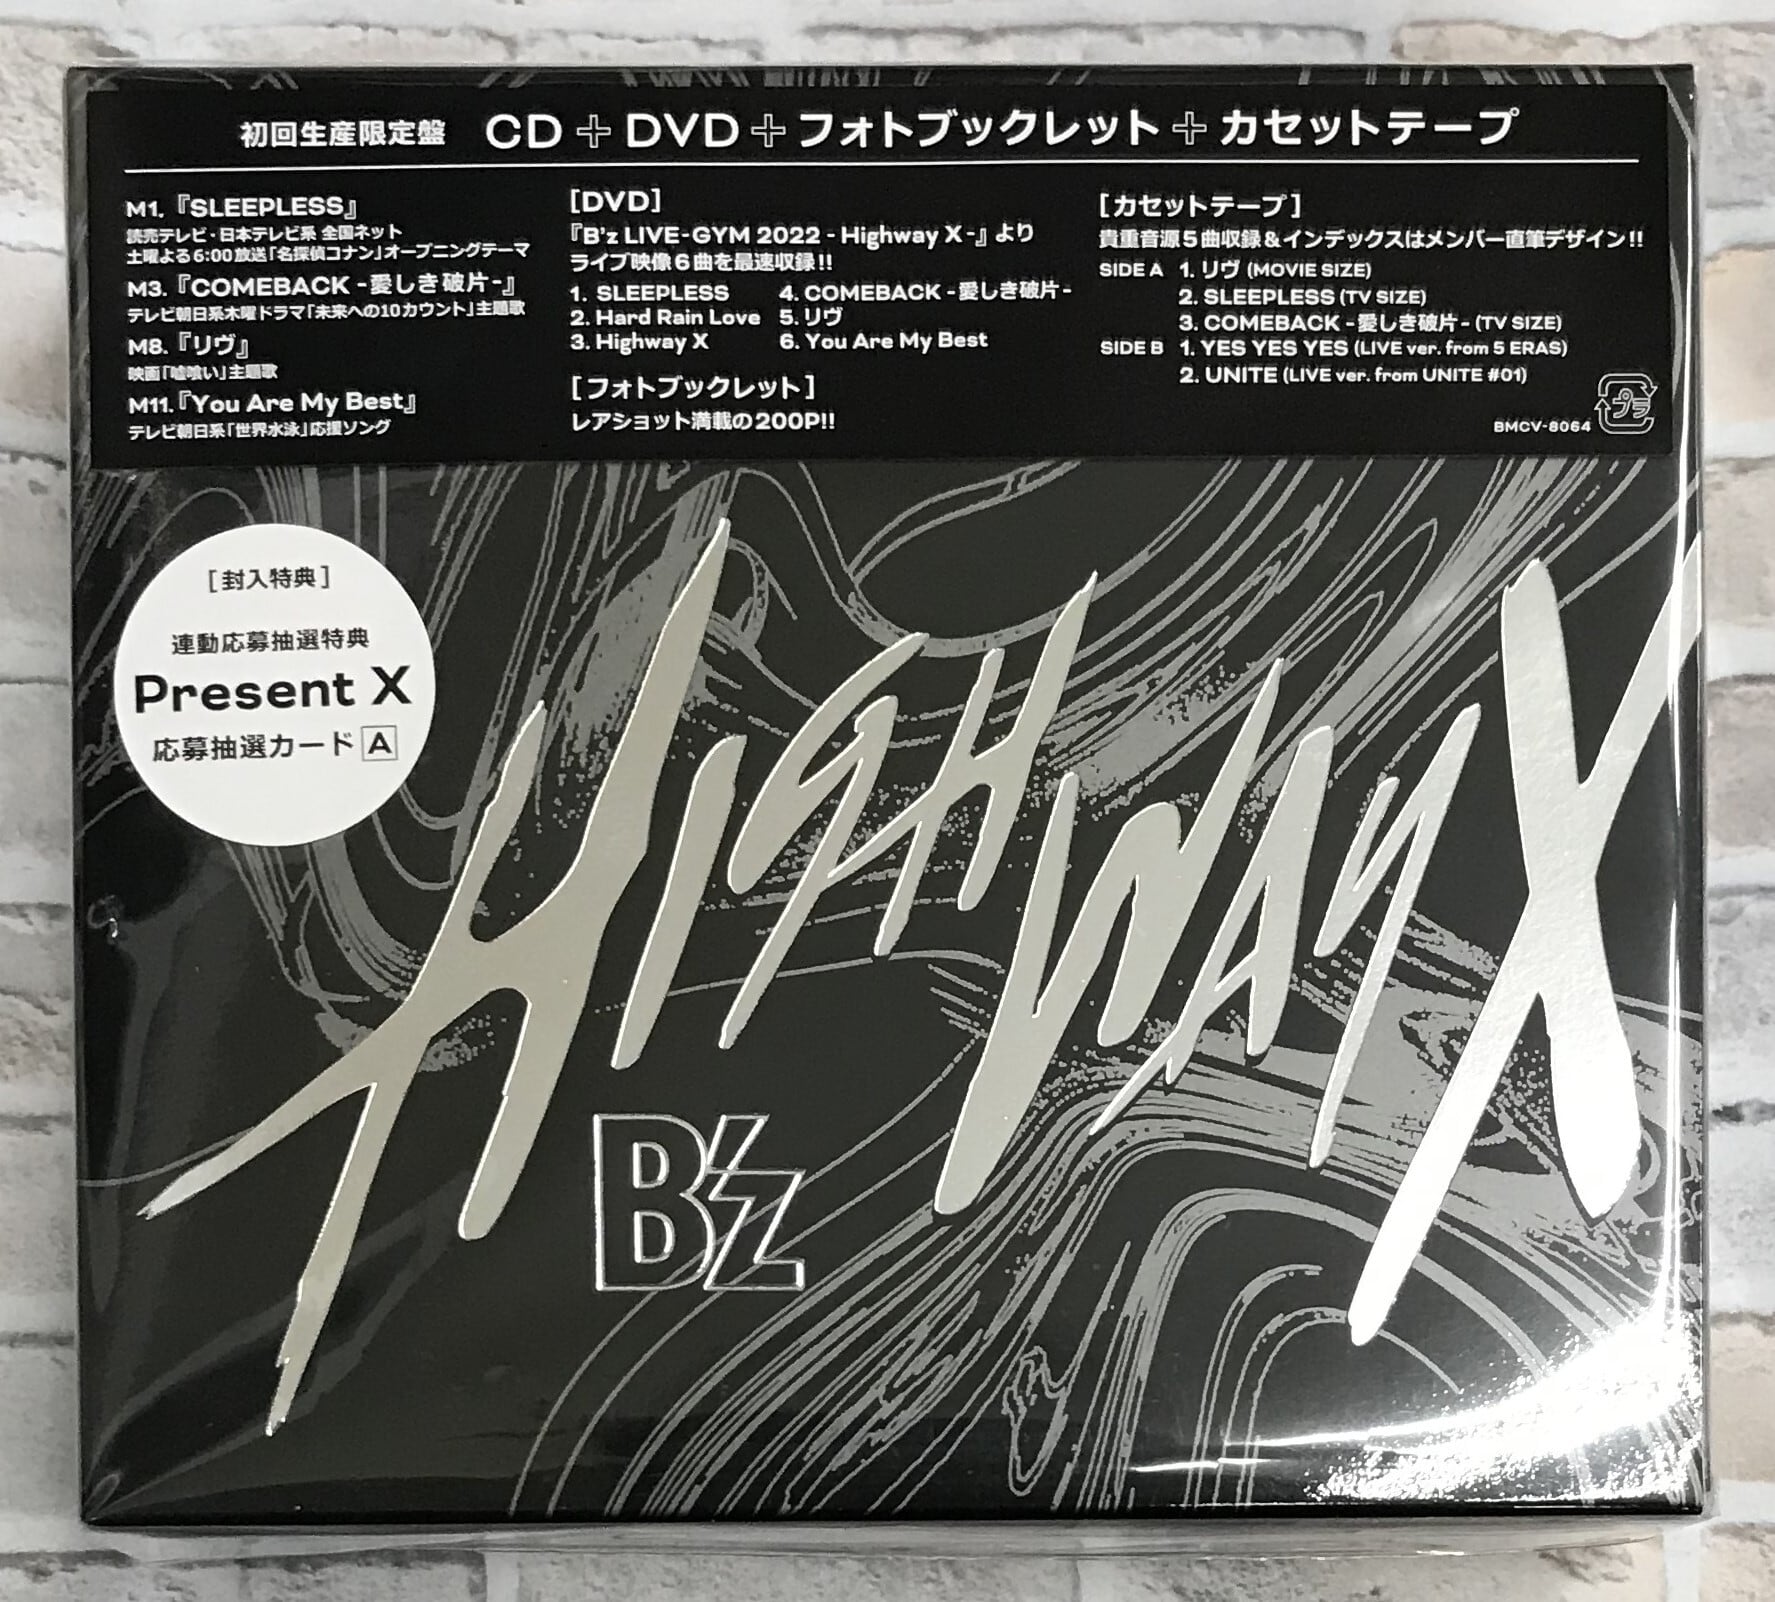 初回生産限定盤 CD+DVD+フォトブックレット+カセットテープ
M1.『SLEEPLESS』
読売テレビ・日本テレビ系 全国ネット
土曜よる6:00放送「名探偵コナン」オープニングテーマ
M3.『COMEBACK -愛しき破片-』
テレビ朝日系木曜ドラマ「未来への10カウント」主題歌
M8.『リヴ』
映画「嘘喰い」主題歌
M11.『You Are My Best』
テレビ朝日系「世界水泳」応援ソング
[DVD]
『B'z LIVE-GYM 2022 - Highway X -』より
ライブ映像6曲を最速収録!!
1. SLEEPLESS 4. COMEBACK -愛しき破片-
2. Hard Rain Love 5. リヴ
3. Highway X 6. You Are My Best
[フォトブックレット]
レアショット満載の200P!!
[カセットテープ]
貴重音源5曲収録&インデックスはメンバー直筆デザイン!!
SIDE A 1. リヴ (MOVIE SIZE)
2. SLEEPLESS (TV SIZE)
3. COMEBACK -愛しき破片- (TV SIZE)
SIDE B 1. YES YES YES (LIVE ver. from 5 ERAS)
2. UNITE (LIVE ver. from UNITE #01)
BMCV-8064 プラ
[封入特典]
連動応募抽選特典
Present X
応募抽選カード A
HIGHWAY X
B'z